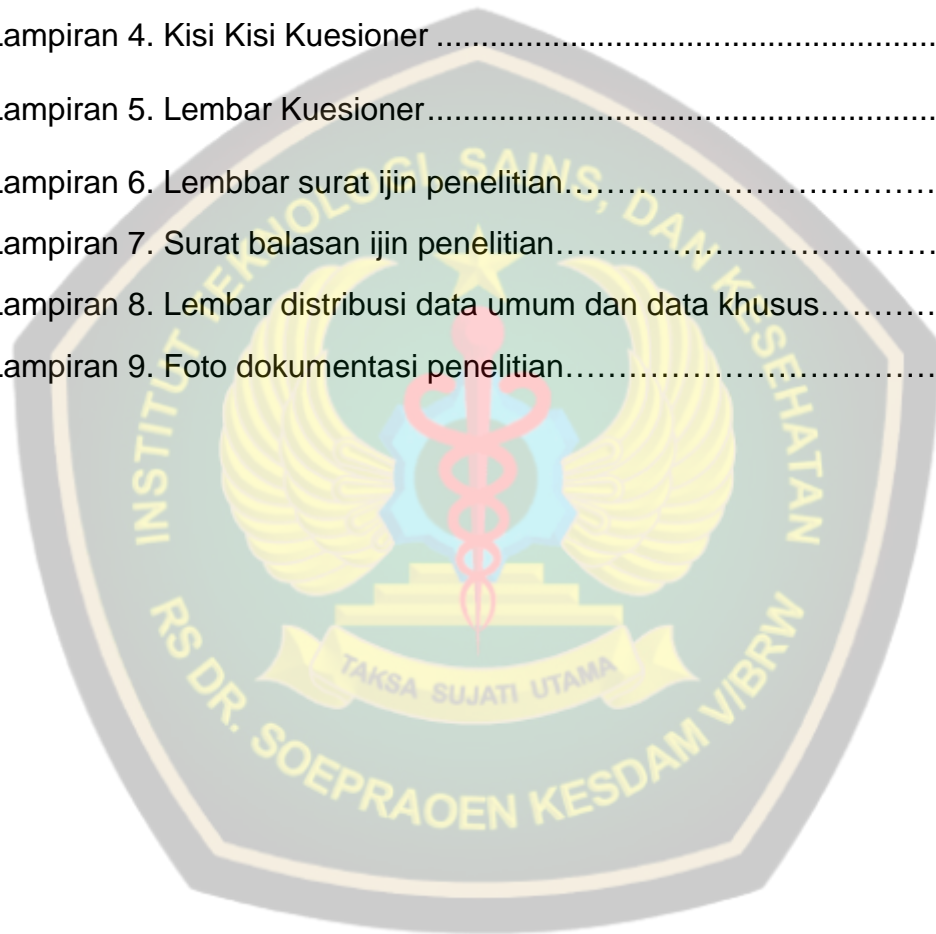 Lampiran 4. Kisi Kisi Kuesioner ..............................................................
Lampiran 5. Lembar Kuesioner..............................................................
Lampiran 6. Lembbar surat ijin penelitian……………………………
Lampiran 7. Surat balasan ijin penelitian……………………………
Lampiran 8. Lembar distribusi data umum dan data khusus…………
Lampiran 9. Foto dokumentasi penelitian……………………………
INSTITUT TEKNOLOGI, SAINS, DAN KESEHATAN
TAKSA SUJATI UTAMA
RS DR. SOEPRAOEN KESDAM V/BRW